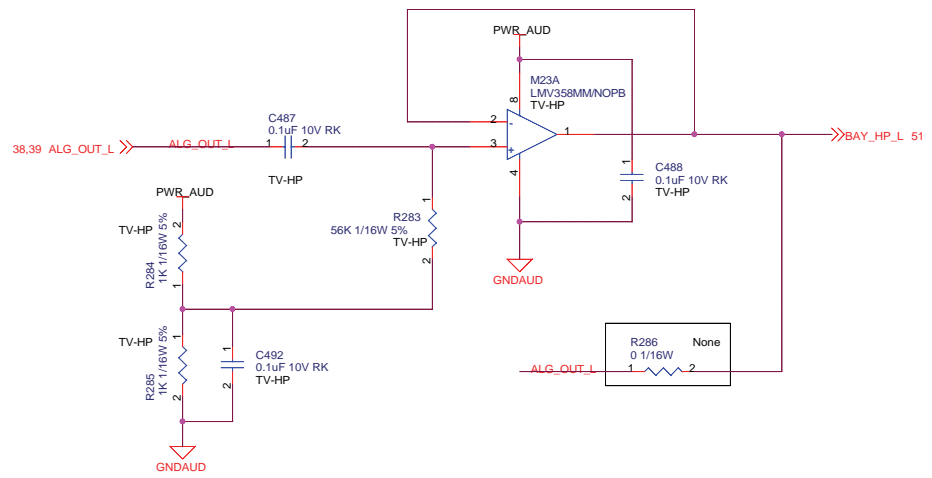 PWR_AUD
M23A
LMV358MM/NOPB
TV-HP
8
2
-
1
3
+
4
C487
0.1uF 10V RK
1
2
TV-HP
38,39 ALG_OUT_L
ALG_OUT_L
BAY_HP_L 51
1
C488
0.1uF 10V RK
TV-HP
2
GNDAUD
PWR_AUD
TV-HP
2
R284
1K 1/16W 5%
1
1
R283
56K 1/16W 5%
TV-HP
2
TV-HP
1
R285
1K 1/16W 5%
2
1
C492
0.1uF 10V RK
TV-HP
2
GNDAUD
R286
None
0 1/16W
ALG_OUT_L
1
2